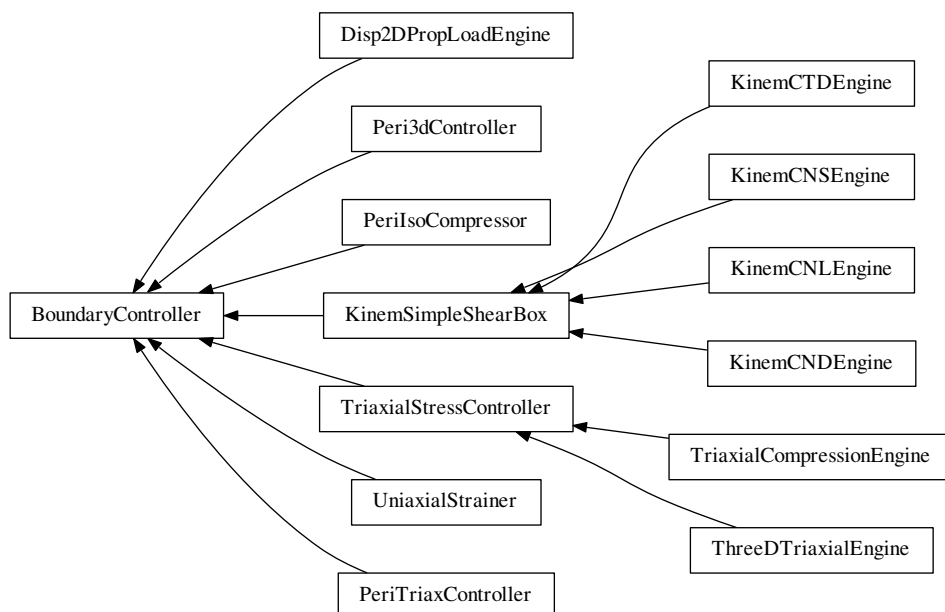 Disp2DPropLoadEngine
KinemCTDEngine
Peri3dController
KinemCNSEngine
PeriIsoCompressor
KinemCNLEngine
BoundaryController
KinemSimpleShearBox
KinemCNDEngine
TriaxialStressController
TriaxialCompressionEngine
UniaxialStrainer
ThreeDTriaxialEngine
PeriTriaxController